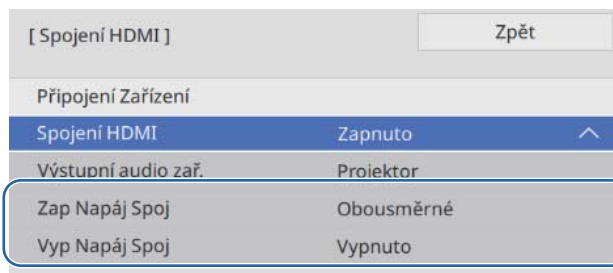 [ Spojení HDMI ]
Zpět
Připojení Zařízení
Spojení HDMI Zapnuto
Výstupní audio zař. Projektor
Zap Napáj Spoj Obousměrné
Vyp Napáj Spoj Vypnuto